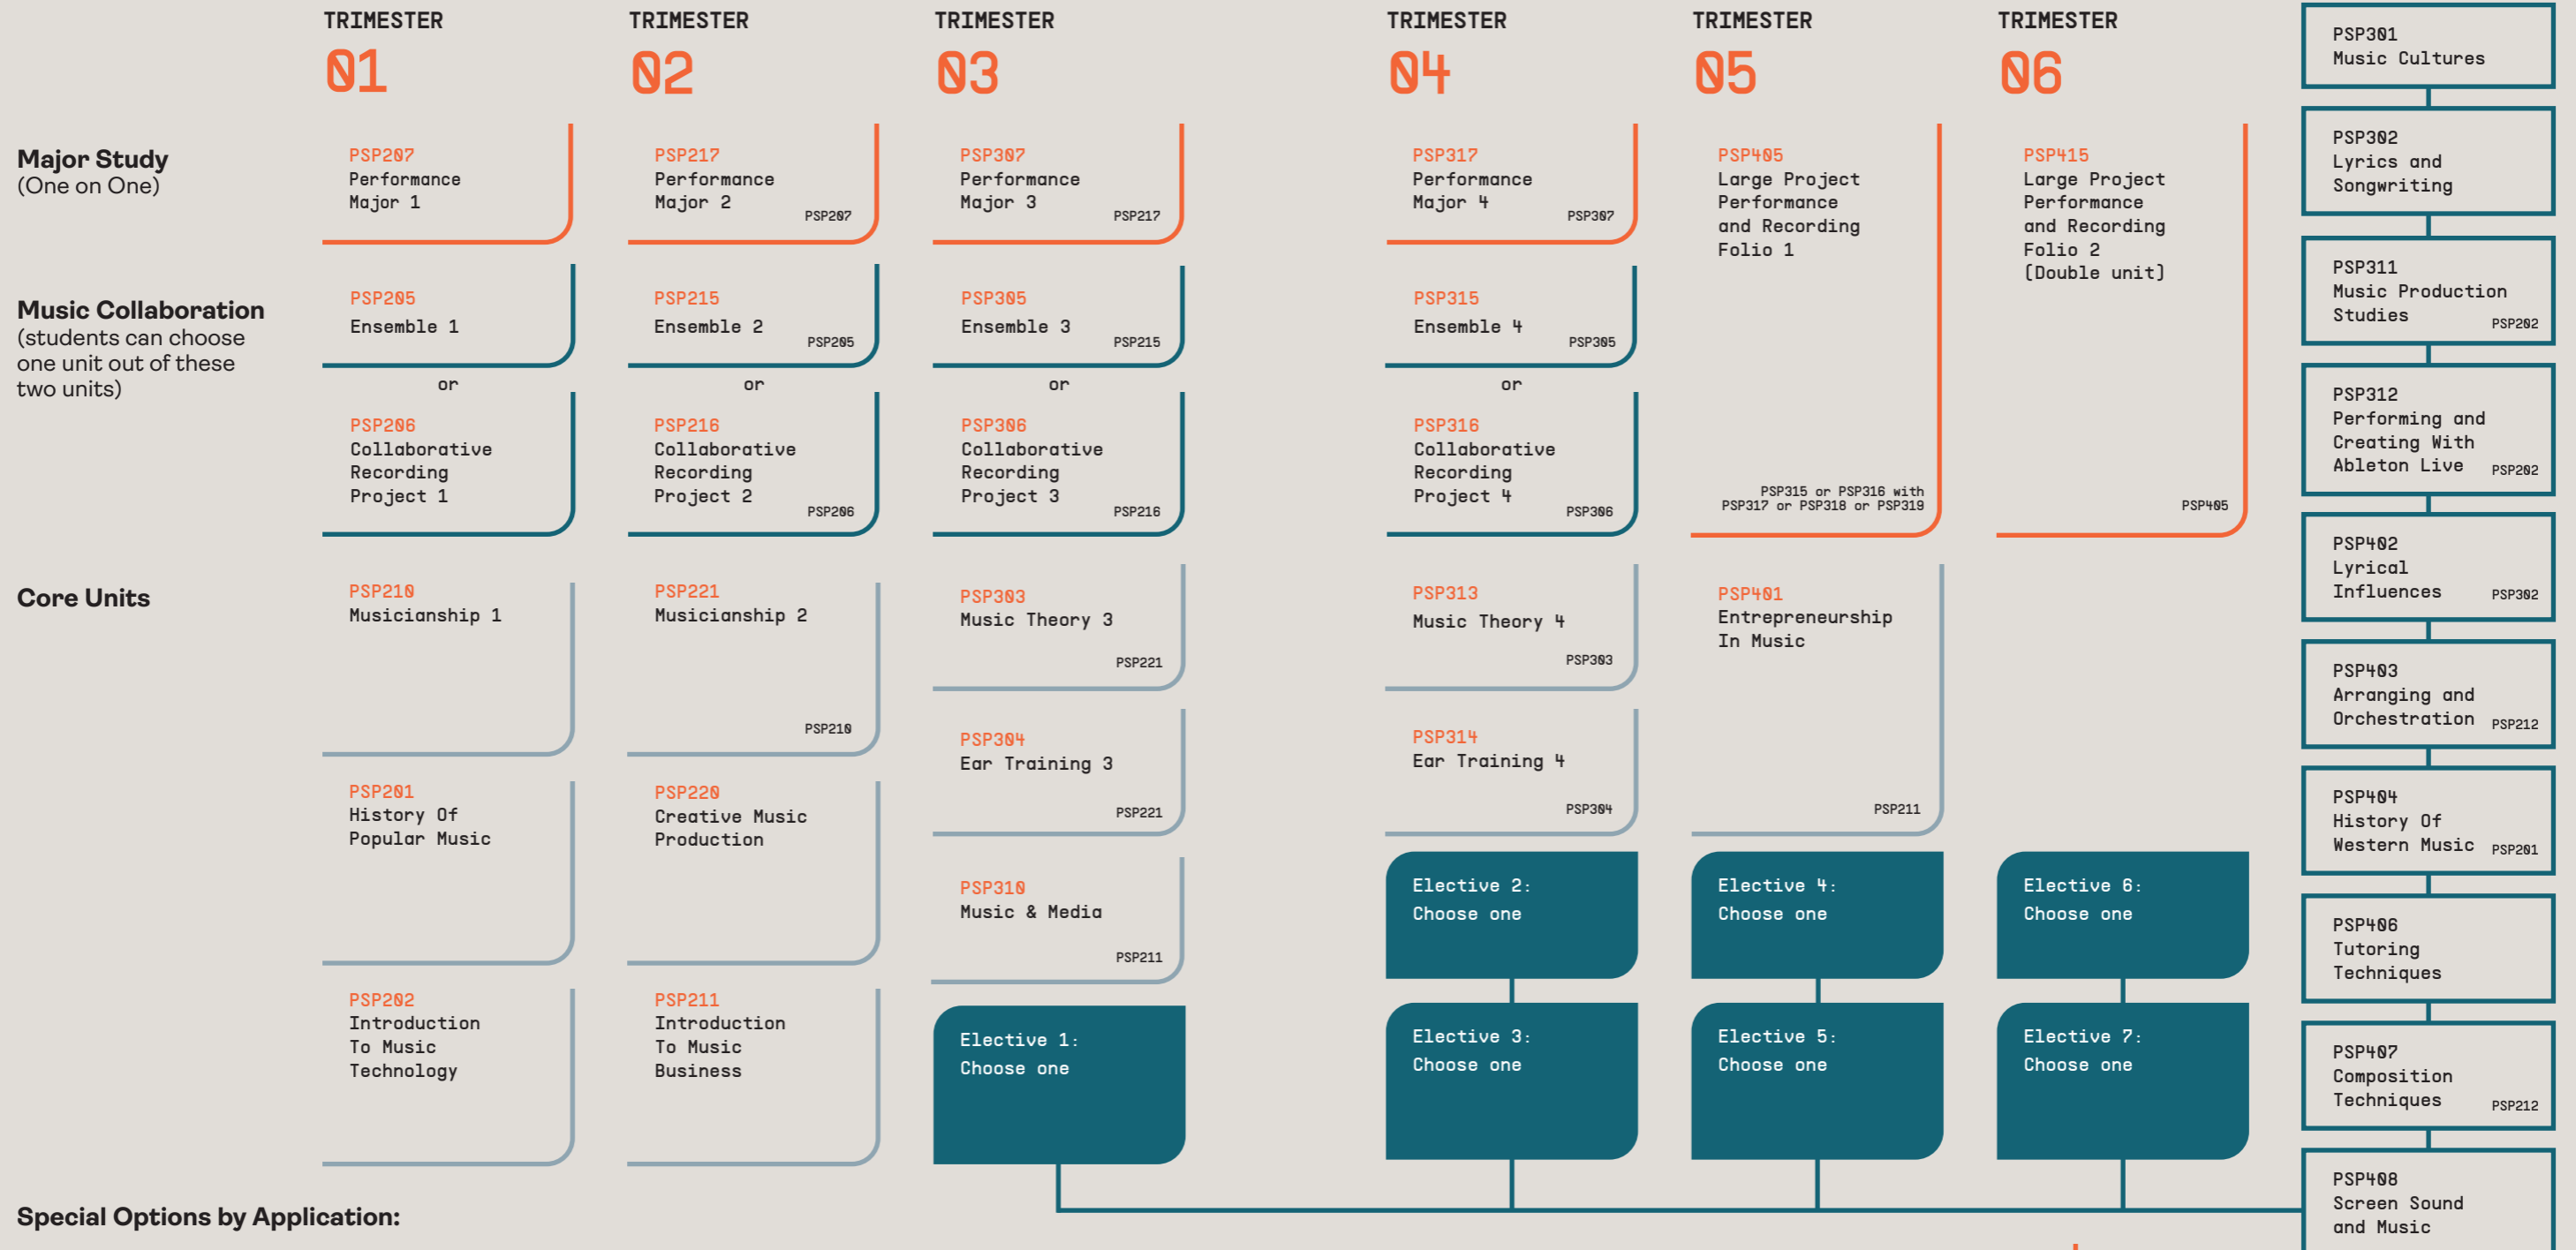 TRIMESTER
01
TRIMESTER
02
TRIMESTER
03
TRIMESTER
04
TRIMESTER
05
TRIMESTER
06
Major Study
(One on One)
PSP207
Performance
Major 1
PSP217
Performance
Major 2
PSP207
PSP307
Performance
Major 3
PSP217
PSP317
Performance
Major 4
PSP307
PSP405
Large Project
Performance
and Recording
Folio 1
PSP315 or PSP316 with
PSP317 or PSP318 or PSP319
PSP415
Large Project
Performance
and Recording
Folio 2
(Double unit)
PSP405
Music Collaboration
(students can choose
one unit out of these
two units)
PSP205
Ensemble 1
PSP215
Ensemble 2
PSP205
PSP305
Ensemble 3
PSP215
PSP315
Ensemble 4
PSP305
or
or
or
or
PSP206
Collaborative
Recording
Project 1
PSP216
Collaborative
Recording
Project 2
PSP206
PSP306
Collaborative
Recording
Project 3
PSP216
PSP316
Collaborative
Recording
Project 4
PSP306
Core Units
PSP210
Musicianship 1
PSP221
Musicianship 2
PSP210
PSP303
Music Theory 3
PSP221
PSP313
Music Theory 4
PSP303
PSP401
Entrepreneurship
In Music
PSP211
PSP304
Ear Training 3
PSP221
PSP314
Ear Training 4
PSP304
PSP201
History Of
Popular Music
PSP220
Creative Music
Production
PSP310
Music & Media
PSP211
Elective 2:
Choose one
Elective 4:
Choose one
Elective 6:
Choose one
PSP202
Introduction
To Music
Technology
PSP211
Introduction
To Music
Business
Elective 1:
Choose one
Elective 3:
Choose one
Elective 5:
Choose one
Elective 7:
Choose one
Special Options by Application:
PSP301
Music Cultures
PSP302
Lyrics and
Songwriting
PSP311
Music Production
Studies
PSP202
PSP312
Performing and
Creating With
Ableton Live
PSP202
PSP402
Lyrical
Influences
PSP302
PSP403
Arranging and
Orchestration
PSP212
PSP404
History Of
Western Music
PSP201
PSP406
Tutoring
Techniques
PSP407
Composition
Techniques
PSP212
PSP408
Screen Sound
and Music